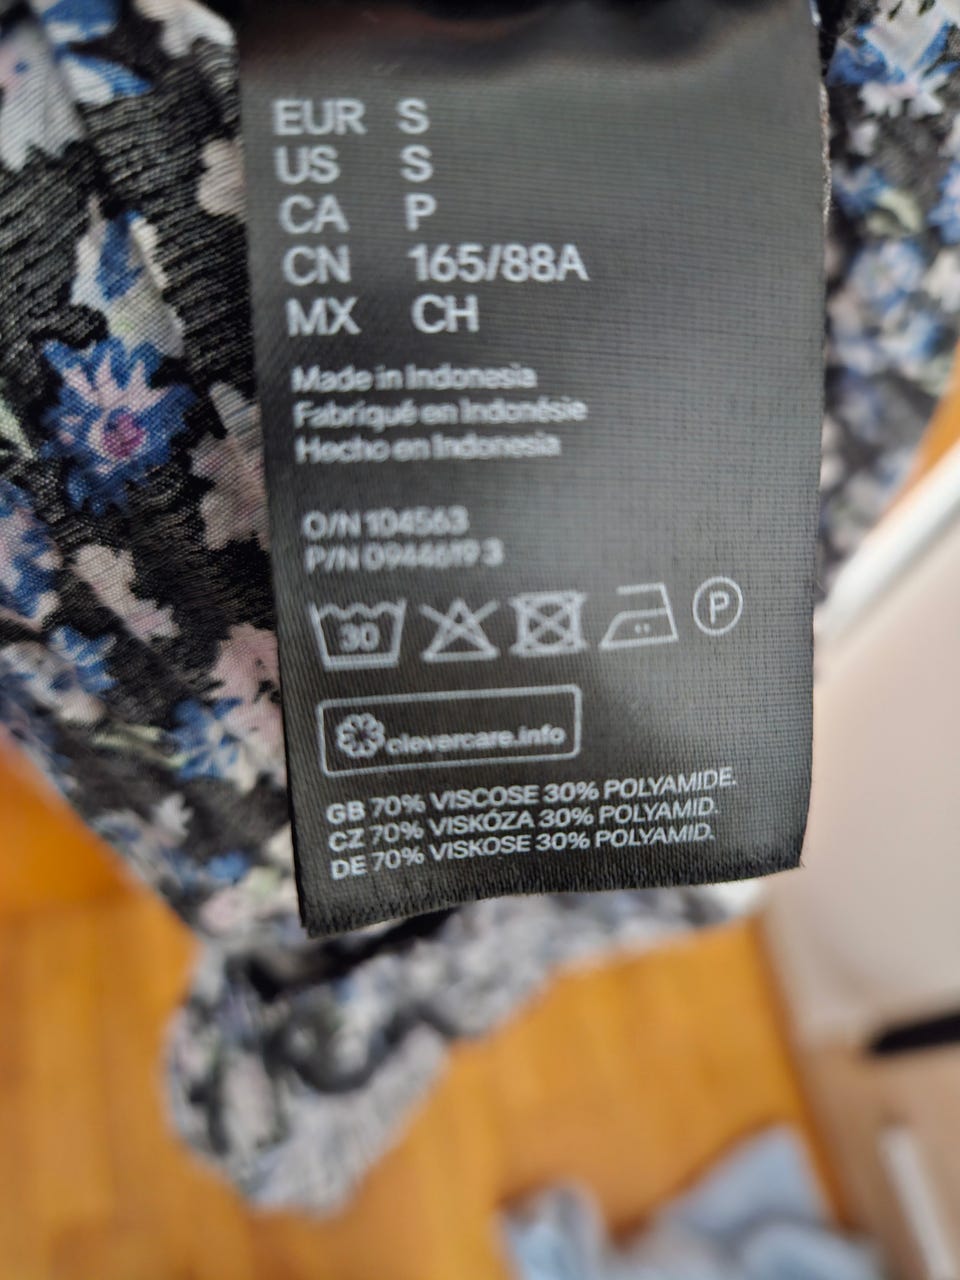 EUR S
US S
CA P
CN 165/88A
MX CH
Made in Indonesia
Fabriqué en Indonésie
Hecho en Indonesia
O/N 104563
P/N
30 P
clevercare.info
GB 70% VISCOSE 30% POLYAMIDE.
CZ 70% VISKÓZA 30% POLYAMID.
DE 70% VISKOSE 30% POLYAMID.